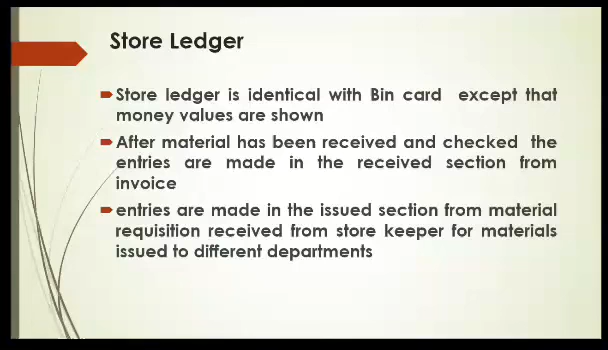 Store Ledger
Store ledger is identical with Bin card except that
money values are shown
After material has been received and checked the
entries are made in the received section from
invoice
entries are made in the issued section from material
requisition received from store keeper for materials
issued to different departments